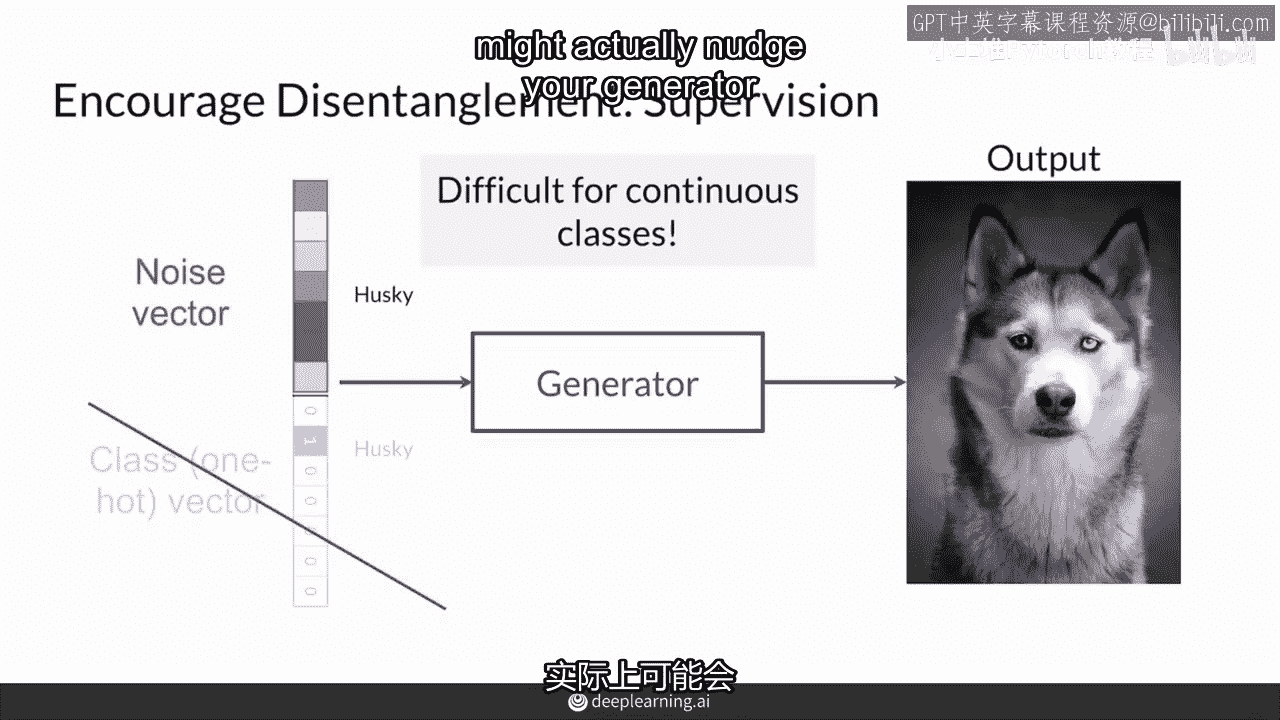 GPT中英字幕课程资源@bilibili.com
might actually nudge
your generator
Encourage Disentanglement: Supervision
Output
Difficult for continuous
classes!
Noise
vector
Husky
Generator
0
1
0
0
0
0
0
Husky
Class (one-
hot) vector
实际上可能会
deeplearning.ai